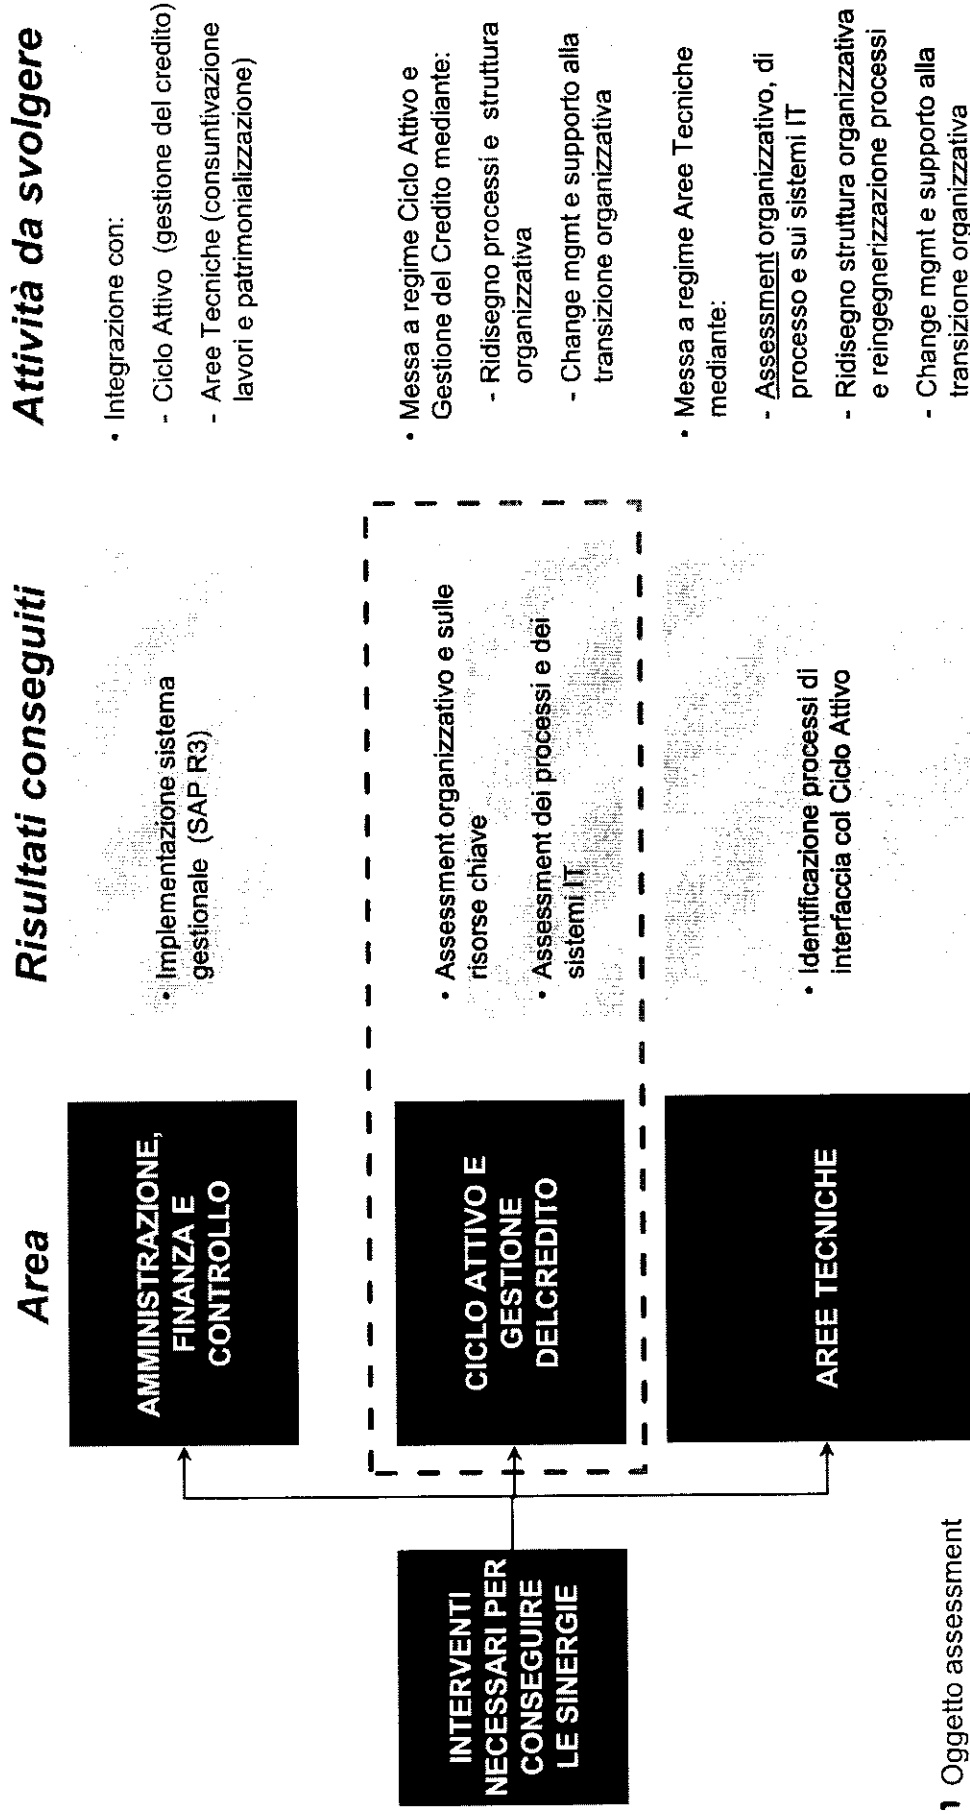 Area
Risultati conseguiti
Attività da svolgere
INTERVENTI
NECESSARI PER
CONSEGUIRE
LE SINERGIE
AMMINISTRAZIONE,
FINANZA E
CONTROLLO
• Implementazione sistema
gestionale (SAP R3)
• Integrazione con:
- Ciclo Attivo (gestione del credito)
- Aree Tecniche (consuntivazione
lavori e patrimonializzazione)
CICLO ATTIVO E
GESTIONE
DELCREDITO
• Assessment organizzativo e sulle
risorse chiave
• Assessment dei processi e dei
sistemi IT
• Messa a regime Ciclo Attivo e
Gestione del Credito mediante:
- Ridisegno processi e struttura
organizzativa
- Change mgmt e supporto alla
transizione organizzativa
AREE TECNICHE
• Identificazione processi di
interfaccia col Ciclo Attivo
• Messa a regime Aree Tecniche
mediante:
- Assessment organizzativo, di
processo e sui sistemi IT
- Ridisegno struttura organizzativa
e reingegnerizzazione processi
- Change mgmt e supporto alla
transizione organizzativa
Oggetto assessment